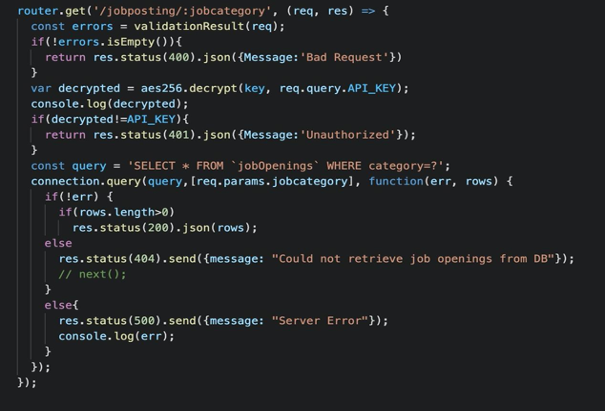 router.get('/jobposting/:jobcategory', (req, res) => {
const errors = validationResult(req);
if(!errors.isEmpty()){
return res.status(400).json({Message:'Bad Request'})
}
var decrypted = aes256.decrypt(key, req.query.API_KEY);
console.log(decrypted);
if(decrypted!=API_KEY){
return res.status(401).json({Message:'Unauthorized'});
}
const query = 'SELECT * FROM `jobOpenings` WHERE category=?';
connection.query(query,[req.params.jobcategory], function(err, rows) {
if(!err) {
if(rows.length>0)
res.status(200).json(rows);
else
res.status(404).send({message: "Could not retrieve job openings from DB"});
// next();
}
else{
res.status(500).send({message: "Server Error"});
console.log(err);
}
});
});